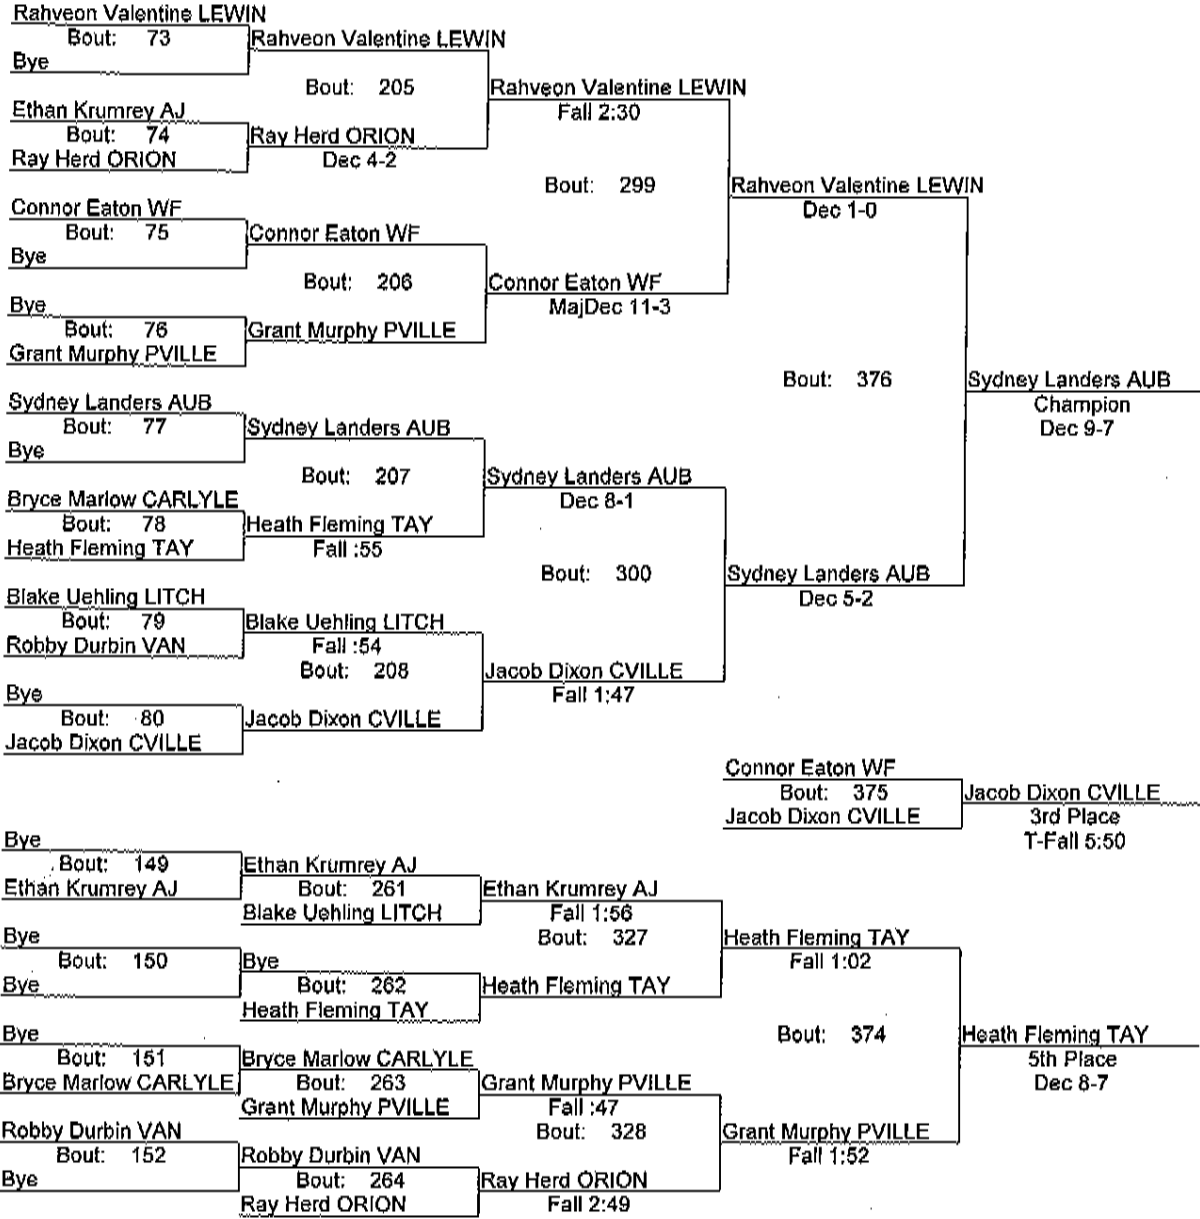 Rahveon Valentine LEWIN
Bout: 73
Rahveon Valentine LEWIN
Bye
Bout: 205
Rahveon Valentine LEWIN
Ethan Krumrey AJ
Fall 2:30
Bout: 74
Ray Herd ORION
Ray Herd ORION
Dec 4-2
Bout: 299
Rahveon Valentine LEWIN
Connor Eaton WF
Dec 1-0
Bout: 75
Connor Eaton WF
Bye
Bout: 206
Connor Eaton WF
Bye
MajDec 11-3
Bout: 76
Grant Murphy PVILLE
Grant Murphy PVILLE
Bout: 376
Sydney Landers AUB
Sydney Landers AUB
Champion
Bout: 77
Sydney Landers AUB
Dec 9-7
Bye
Bout: 207
Sydney Landers AUB
Bryce Marlow CARLYLE
Dec 8-1
Bout: 78
Heath Fleming TAY
Heath Fleming TAY
Fall :55
Bout: 300
Sydney Landers AUB
Blake Uehling LITCH
Dec 5-2
Bout: 79
Blake Uehling LITCH
Robby Durbin VAN
Fall :54
Bout: 208
Jacob Dixon CVILLE
Bye
Fall 1:47
Bout: 80
Jacob Dixon CVILLE
Jacob Dixon CVILLE
Connor Eaton WF
Bout: 375
Jacob Dixon CVILLE
Jacob Dixon CVILLE
3rd Place
T-Fall 5:50
Bye
Bout: 149
Ethan Krumrey AJ
Ethan Krumrey AJ
Bout: 261
Ethan Krumrey AJ
Blake Uehling LITCH
Fall 1:56
Bye
Bout: 327
Heath Fleming TAY
Bout: 150
Bye
Fall 1:02
Bye
Bout: 262
Heath Fleming TAY
Heath Fleming TAY
Bye
Bout: 374
Heath Fleming TAY
Bout: 151
Bryce Marlow CARLYLE
5th Place
Bryce Marlow CARLYLE
Bout: 263
Grant Murphy PVILLE
Dec 8-7
Grant Murphy PVILLE
Fall :47
Robby Durbin VAN
Bout: 328
Grant Murphy PVILLE
Bout: 152
Robby Durbin VAN
Fall 1:52
Bye
Bout: 264
Ray Herd ORION
Ray Herd ORION
Fall 2:49